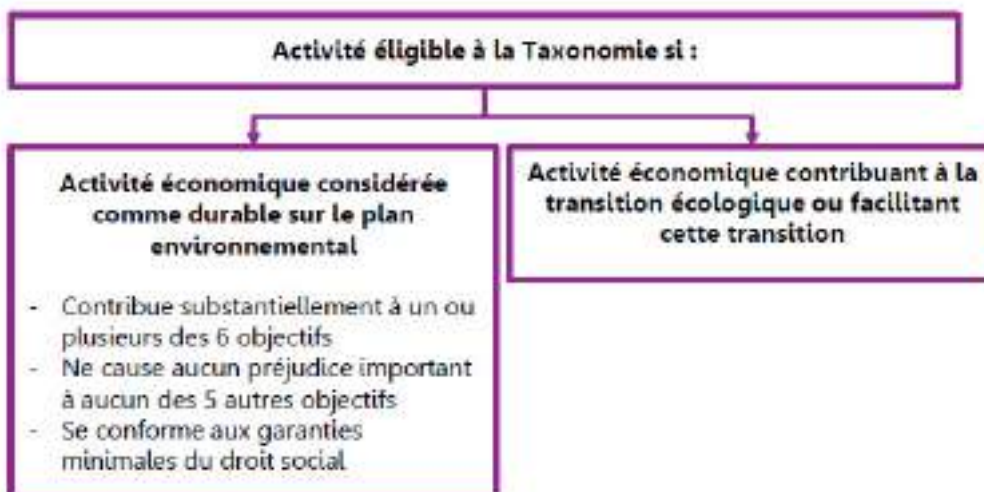 Activité éligible à la Taxonomie si :
Activité économique considérée
comme durable sur le plan
environnemental
- Contribue substantiellement à un ou
plusieurs des 6 objectifs
- Ne cause aucun préjudice important
à aucun des 5 autres objectifs
- Se conforme aux garanties
minimales du droit social
Activité économique contribuant à la
transition écologique ou facilitant
cette transition